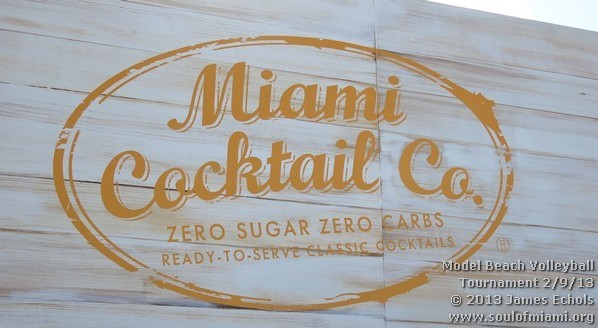 Miami
Cocktail Co.
ZERO SUGAR ZERO CARBS
READY-TO-SERVE CLASSIC COCKTAILS
®
Model Beach Volleyball
Tournament 2/9/13
© 2013 James Echols
www.soulofmiami.org